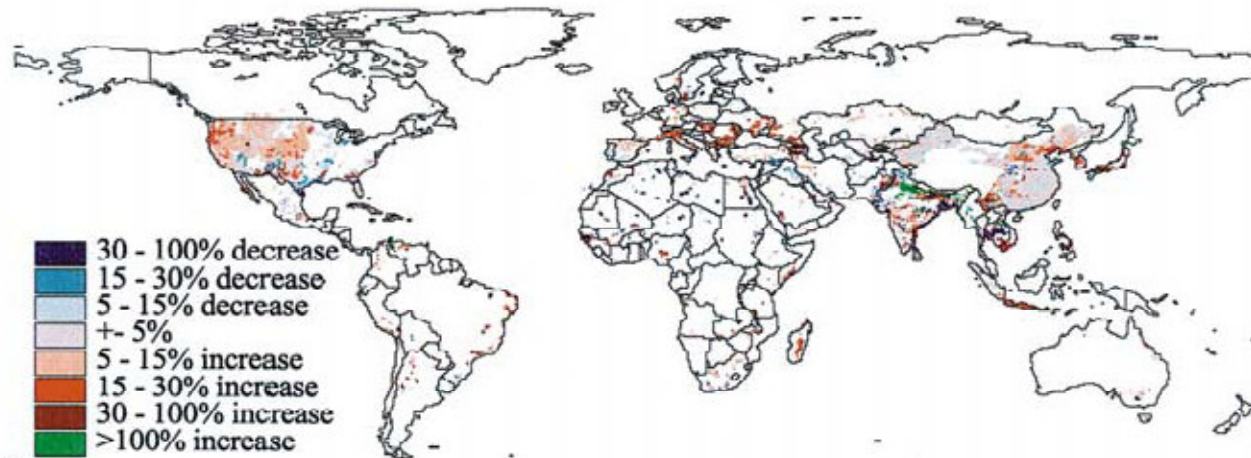 30 - 100% decrease
15 - 30% decrease
5 - 15% decrease
+- 5%
5 - 15% increase
15 - 30% increase
30 - 100% increase
>100% increase